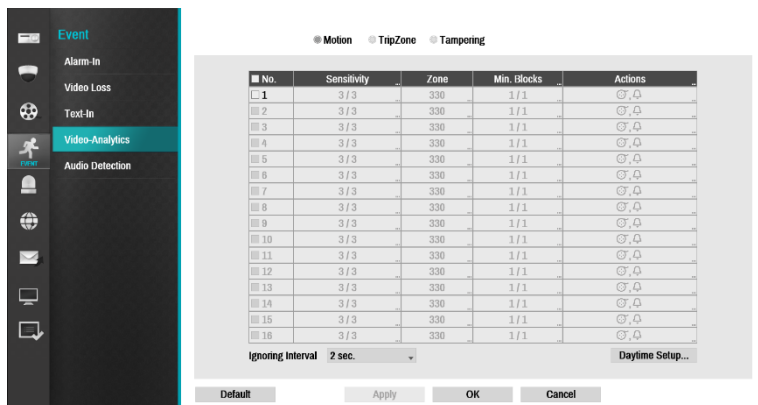 Event
Alarm-In
Video Loss
Text-In
Video-Analytics
Audio Detection
EVENT
Motion TripZone Tampering
No. Sensitivity ... Zone Min. Blocks ... Actions ...
1 3 / 3 ... 330 ... 1 / 1 ... ...
2 3 / 3 ... 330 ... 1 / 1 ... ...
3 3 / 3 ... 330 ... 1 / 1 ... ...
4 3 / 3 ... 330 ... 1 / 1 ... ...
5 3 / 3 ... 330 ... 1 / 1 ... ...
6 3 / 3 ... 330 ... 1 / 1 ... ...
7 3 / 3 ... 330 ... 1 / 1 ... ...
8 3 / 3 ... 330 ... 1 / 1 ... ...
9 3 / 3 ... 330 ... 1 / 1 ... ...
10 3 / 3 ... 330 ... 1 / 1 ... ...
11 3 / 3 ... 330 ... 1 / 1 ... ...
12 3 / 3 ... 330 ... 1 / 1 ... ...
13 3 / 3 ... 330 ... 1 / 1 ... ...
14 3 / 3 ... 330 ... 1 / 1 ... ...
15 3 / 3 ... 330 ... 1 / 1 ... ...
16 3 / 3 ... 330 ... 1 / 1 ... ...
Ignoring Interval 2 sec. Daytime Setup...
Default Apply OK Cancel